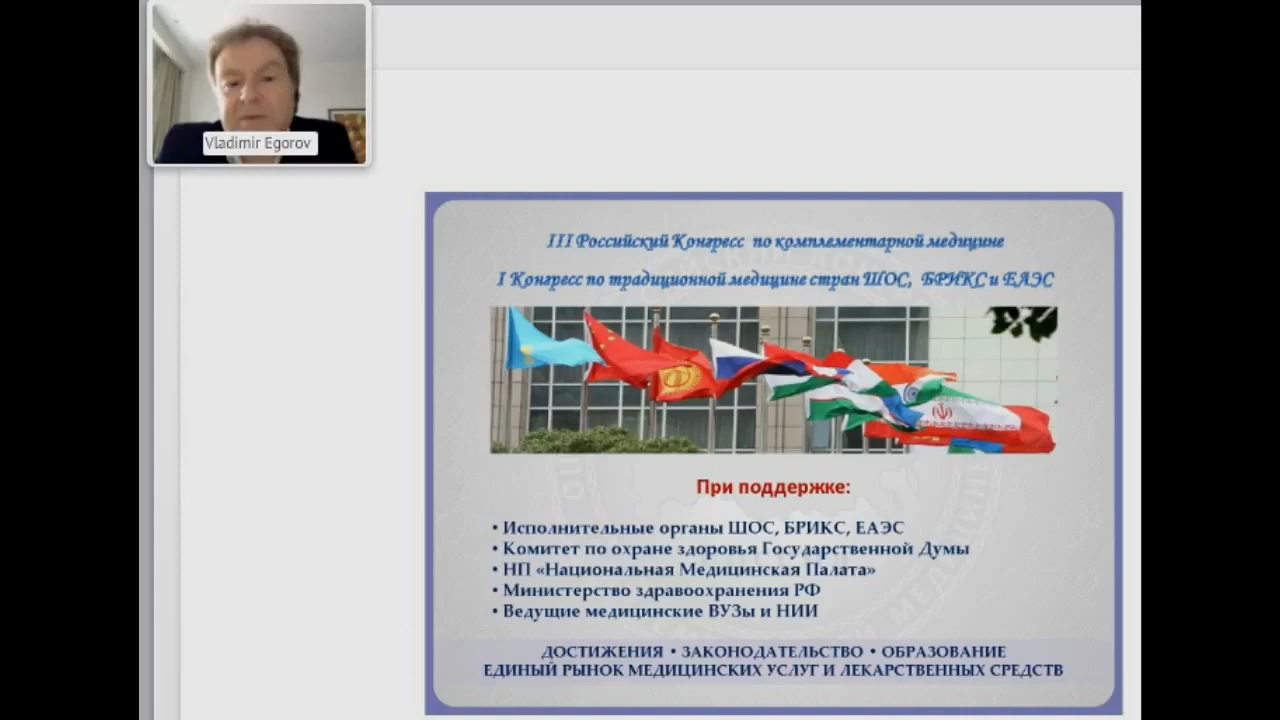 Vladimir Egorov
III Российский Конгресс по комплементарной медицине
I Конгресс по традиционной медицине стран ШОС, БРИКС и ЕАЭС
При поддержке:
• Исполнительные органы ШОС, БРИКС, ЕАЭС
• Комитет по охране здоровья Государственной Думы
• НП «Национальная Медицинская Палата»
• Министерство здравоохранения РФ
• Ведущие медицинские ВУЗы и НИИ
ДОСТИЖЕНИЯ • ЗАКОНОДАТЕЛЬСТВО • ОБРАЗОВАНИЕ
ЕДИНЫЙ РЫНОК МЕДИЦИНСКИХ УСЛУГ И ЛЕКАРСТВЕННЫХ СРЕДСТВ